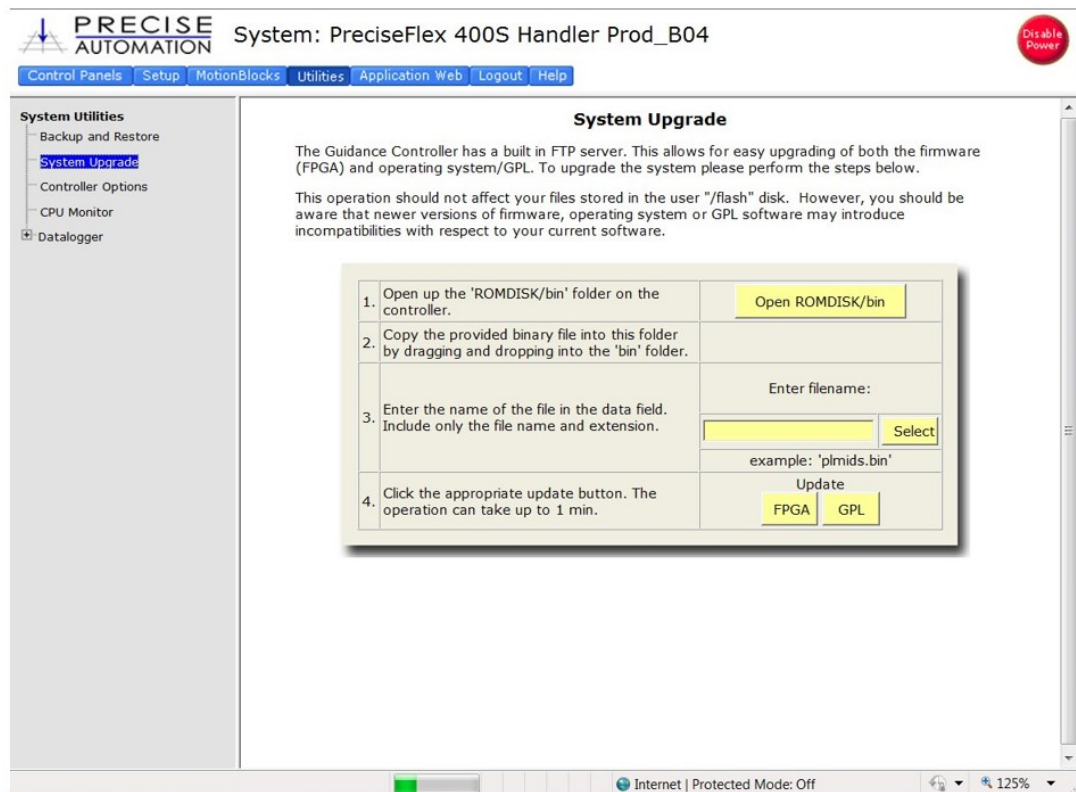 PRECISE
AUTOMATION
System: PreciseFlex 400S Handler Prod_B04
Disable
Power
Control Panels Setup MotionBlocks Utilities Application Web Logout Help
System Utilities
Backup and Restore
System Upgrade
Controller Options
CPU Monitor
Datalogger
System Upgrade
The Guidance Controller has a built in FTP server. This allows for easy upgrading of both the firmware
(FPGA) and operating system/GPL. To upgrade the system please perform the steps below.
This operation should not affect your files stored in the user "/flash" disk. However, you should be
aware that newer versions of firmware, operating system or GPL software may introduce
incompatibilities with respect to your current software.
1. Open up the 'ROMDISK/bin' folder on the
controller.
Open ROMDISK/bin
2. Copy the provided binary file into this folder
by dragging and dropping into the 'bin' folder.
3. Enter the name of the file in the data field.
Include only the file name and extension.
Enter filename:
Select
example: 'plmids.bin'
4. Click the appropriate update button. The
operation can take up to 1 min.
Update
FPGA GPL
Internet | Protected Mode: Off
125%